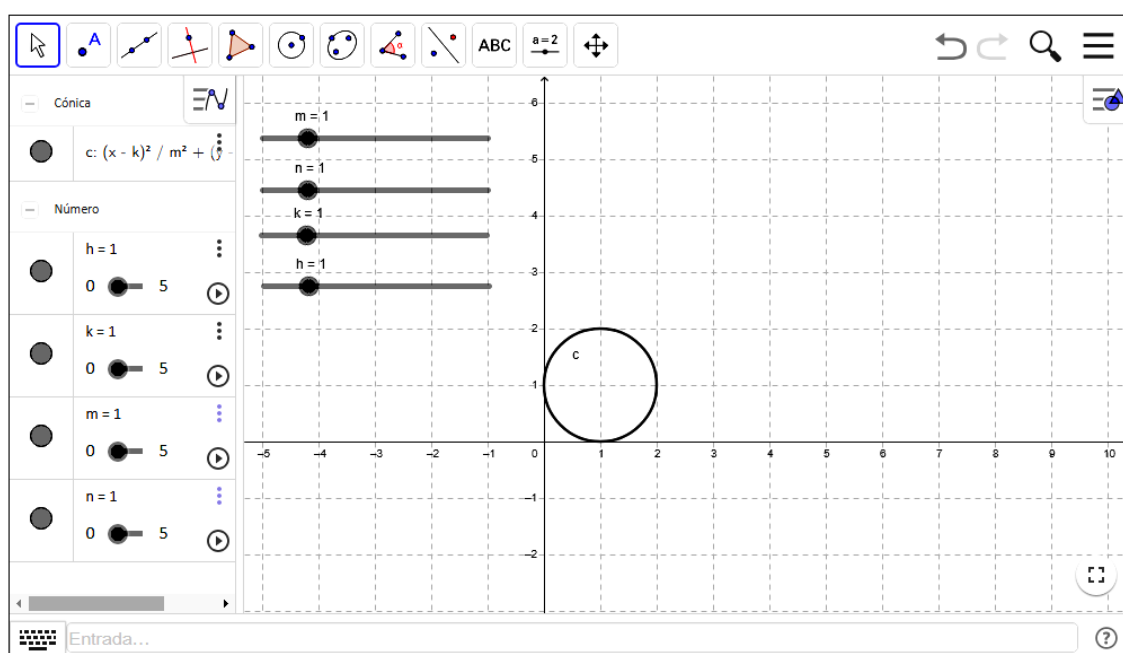 A
α
ABC
a = 2
Cónica
c: (x - k)² / m² + (y -
Número
h = 1
0 5
k = 1
0 5
m = 1
0 5
n = 1
0 5
m = 1
n = 1
k = 1
h = 1
6
5
4
3
2
1
c
–5 –4 –3 –2 –1 0 1 2 3 4 5 6 7 8 9 10
–1
–2
Entrada...
?